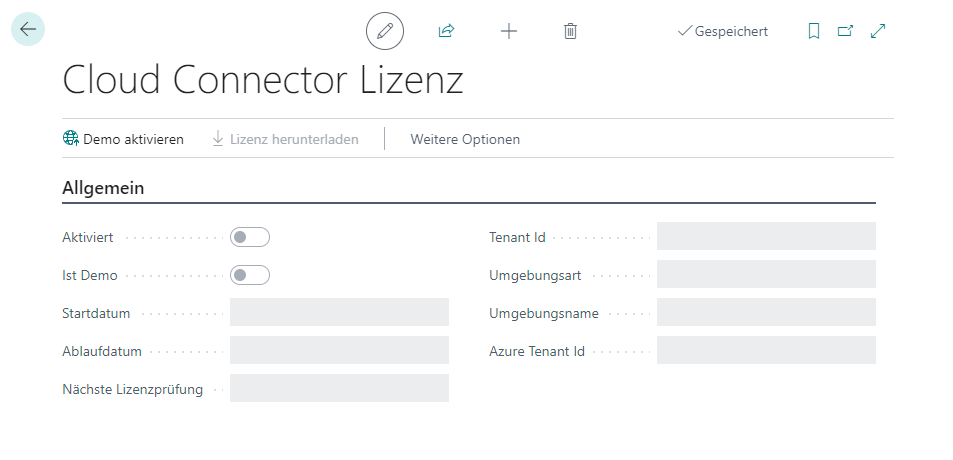 Gespeichert
Cloud Connector Lizenz
Demo aktivieren Lizenz herunterladen Weitere Optionen
Allgemein
Aktiviert Tenant Id
Ist Demo Umgebungsart
Startdatum Umgebungsname
Ablaufdatum Azure Tenant Id
Nächste Lizenzprüfung